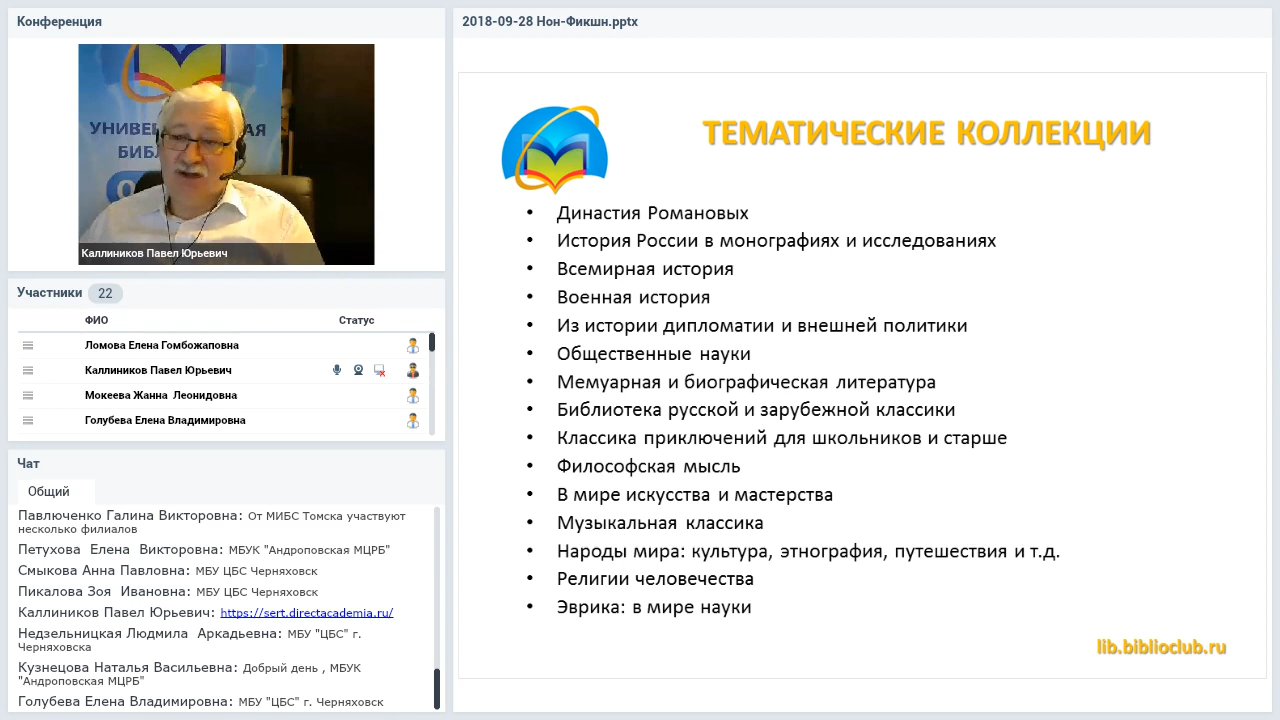 Конференция
УНИВЕР
АЯ
Каллиников Павел Юрьевич
Участники 22
ФИО Статус
Ломова Елена Гомбожаповна
Каллиников Павел Юрьевич
Мокеева Жанна Леонидовна
Голубева Елена Владимировна
Чат
Общий
Павлюченко Галина Викторовна: От МИБС Томска участвуют
несколько филиалов
Петухова Елена Викторовна: МБУК "Андроповская МЦРБ"
Смыкова Анна Павловна: МБУ ЦБС Черняховск
Пикалова Зоя Ивановна: МБУ ЦБС Черняховск
Каллиников Павел Юрьевич: https://sert.directacademia.ru/
Недзельницкая Людмила Аркадьевна: МБУ "ЦБС" г.
Черняховска
Кузнецова Наталья Васильевна: Добрый день , МБУК
"Андроповская МЦРБ"
Голубева Елена Владимировна: МБУ "ЦБС" г. Черняховск
2018-09-28 Нон-Фикшн.pptx
ТЕМАТИЧЕСКИЕ КОЛЛЕКЦИИ
• Династия Романовых
• История России в монографиях и исследованиях
• Всемирная история
• Военная история
• Из истории дипломатии и внешней политики
• Общественные науки
• Мемуарная и биографическая литература
• Библиотека русской и зарубежной классики
• Классика приключений для школьников и старше
• Философская мысль
• В мире искусства и мастерства
• Музыкальная классика
• Народы мира: культура, этнография, путешествия и т.д.
• Религии человечества
• Эврика: в мире науки
lib.biblioclub.ru